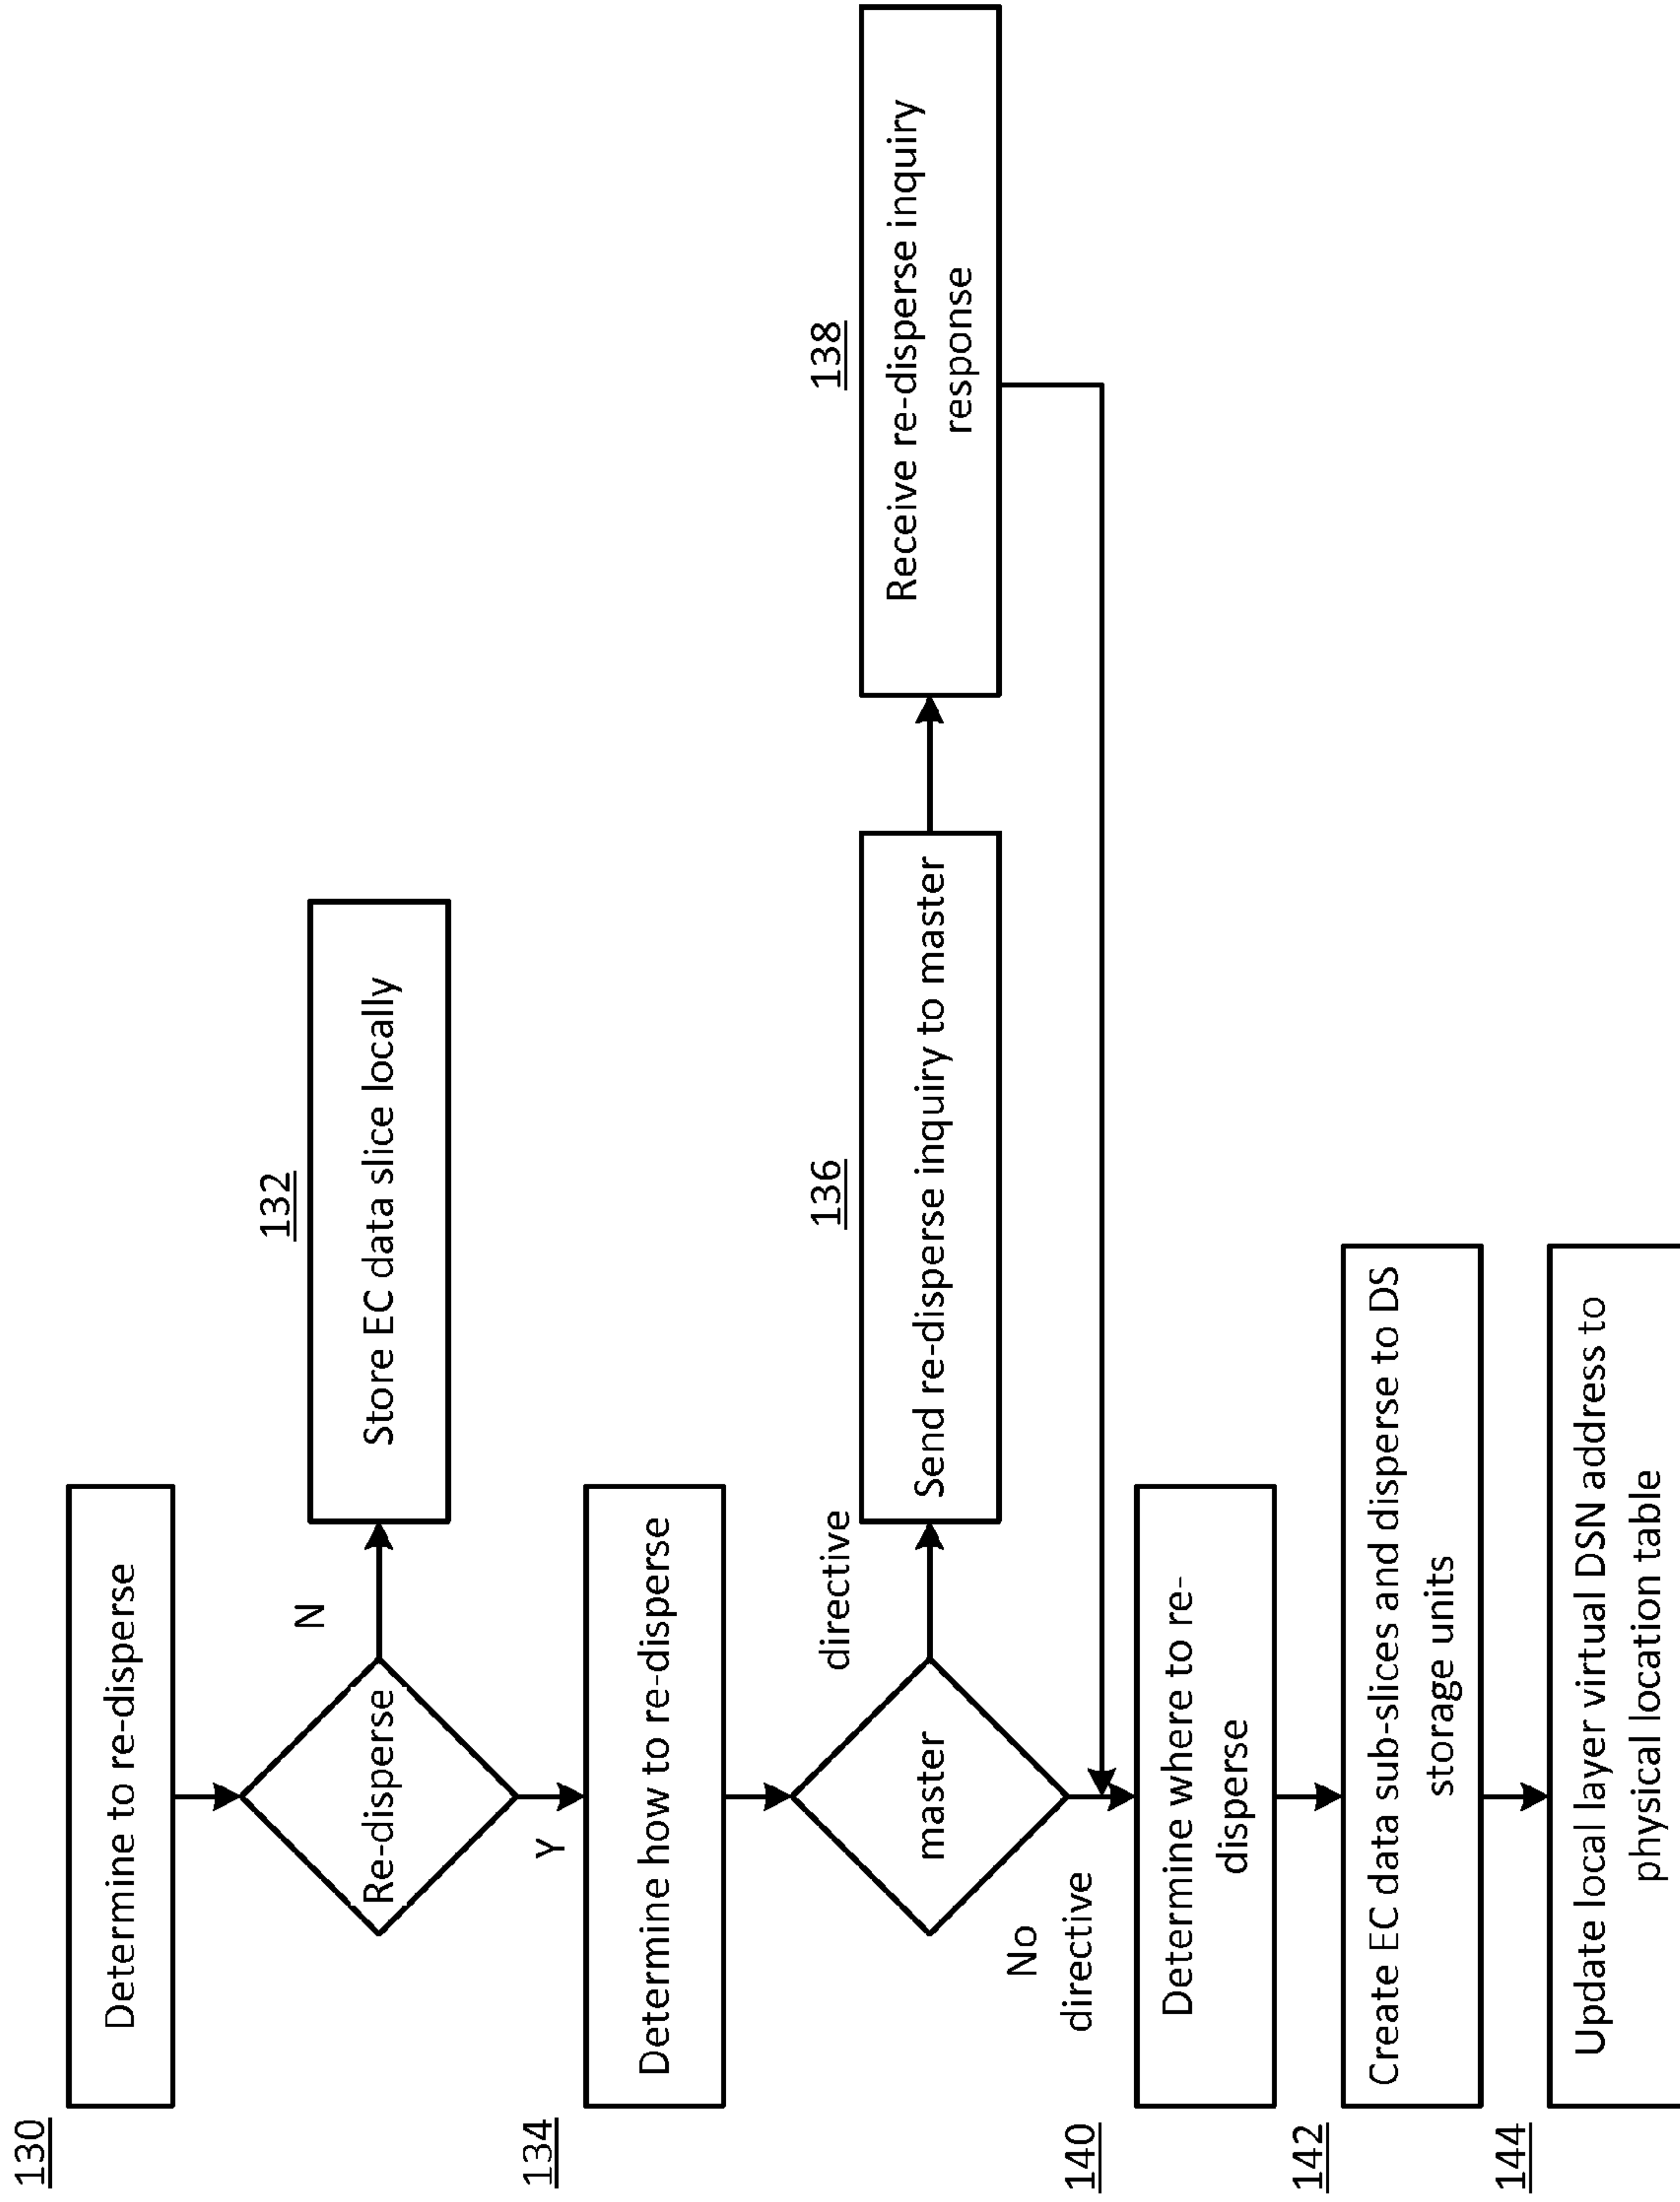 130
Determine to re-disperse
Re-disperse
N
132
Store EC data slice locally
Y
134
Determine how to re-disperse
master
directive
136
Send re-disperse inquiry to master
138
Receive re-disperse inquiry
response
No
directive
140
Determine where to re-
disperse
142
Create EC data sub-slices and disperse to DS
storage units
144
Update local layer virtual DSN address to
physical location table